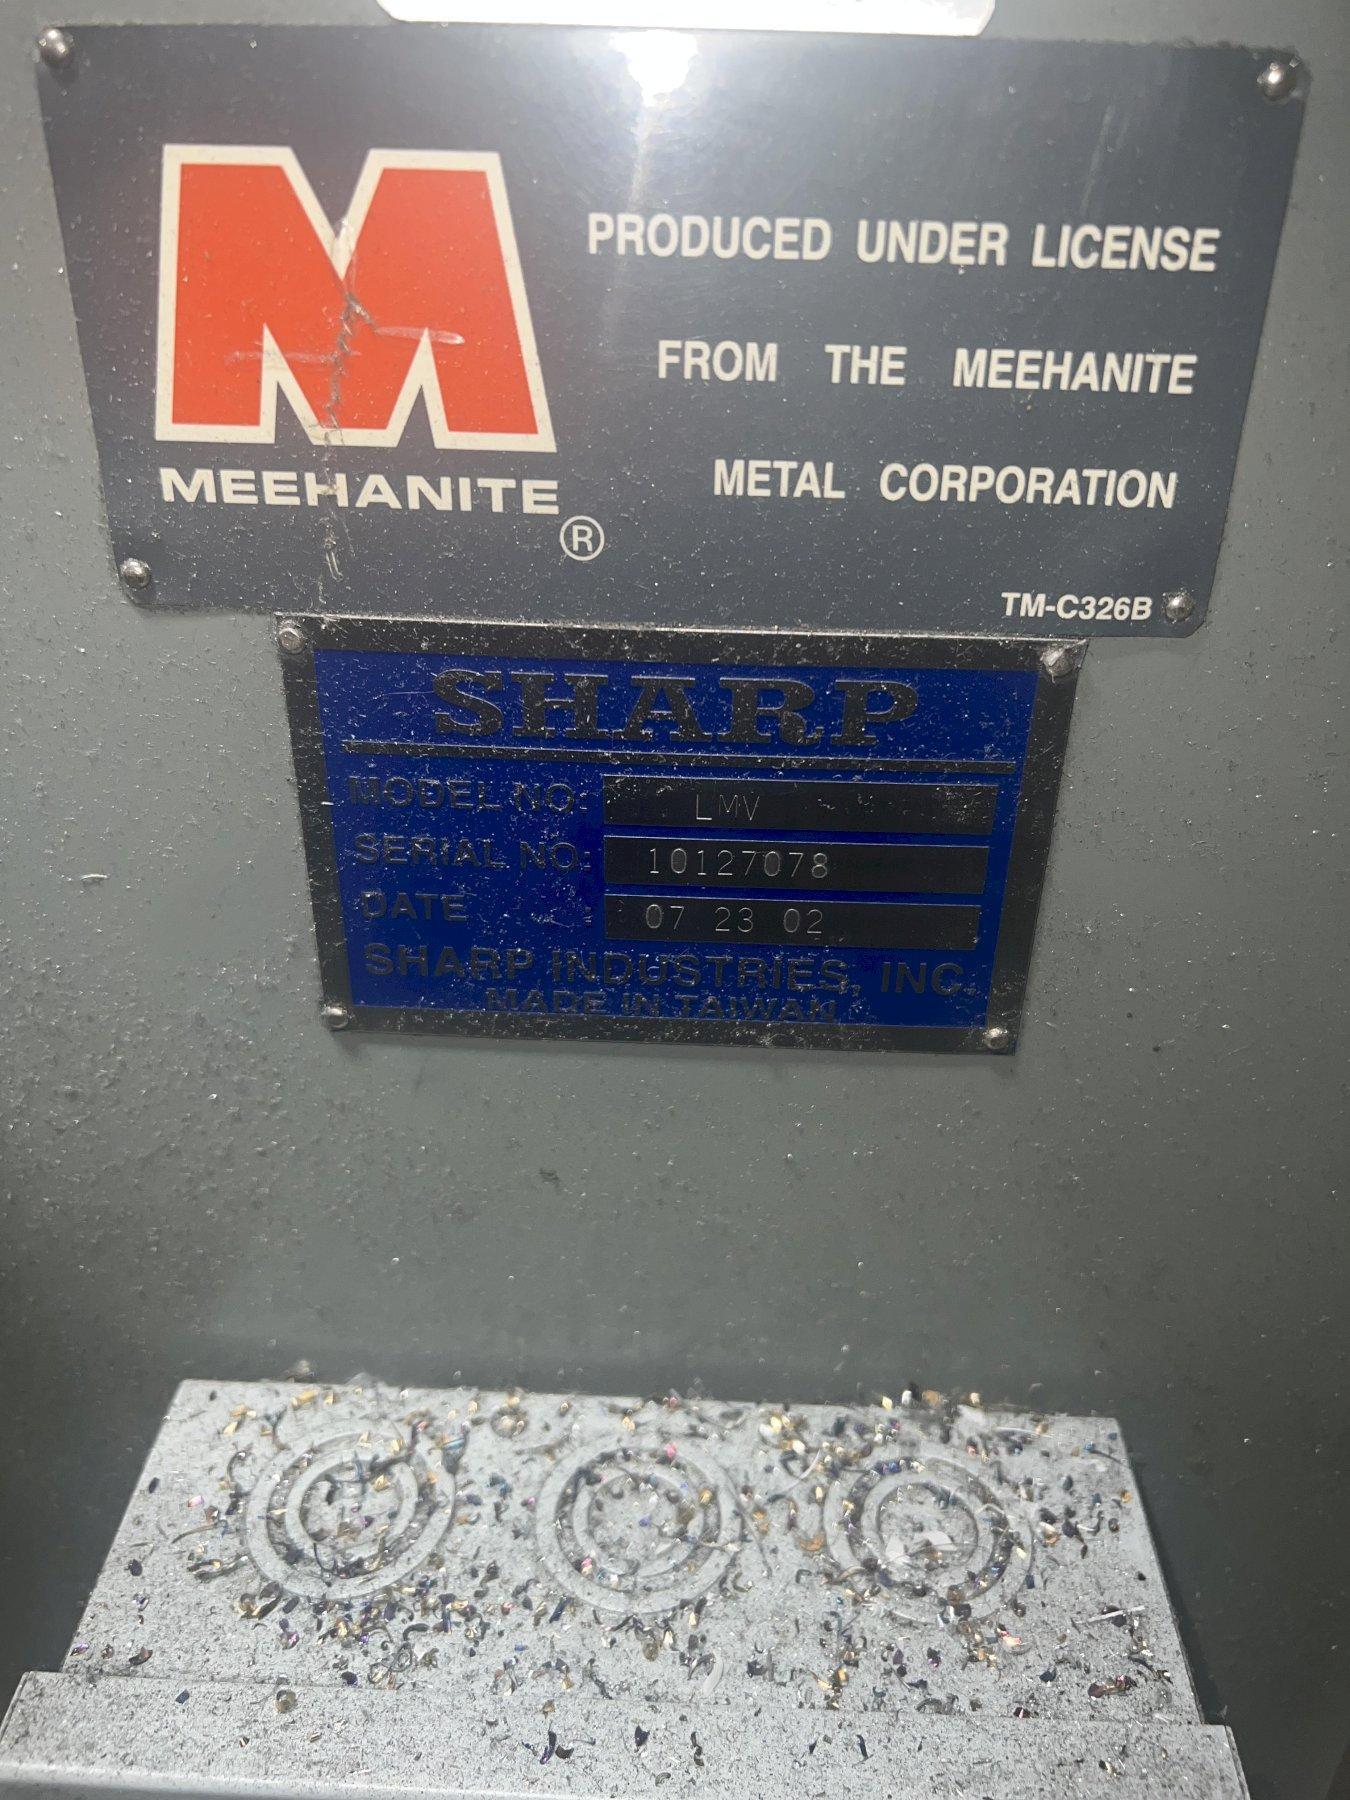 PRODUCED UNDER LICENSE
FROM THE MEEHANITE
METAL CORPORATION
MEEHANITE
®
TM-C326B
SHARP
MODEL NO: LMV
SERIAL NO: 10127078
DATE : 07 23 02
SHARP INDUSTRIES, INC.
MADE IN TAIWAN